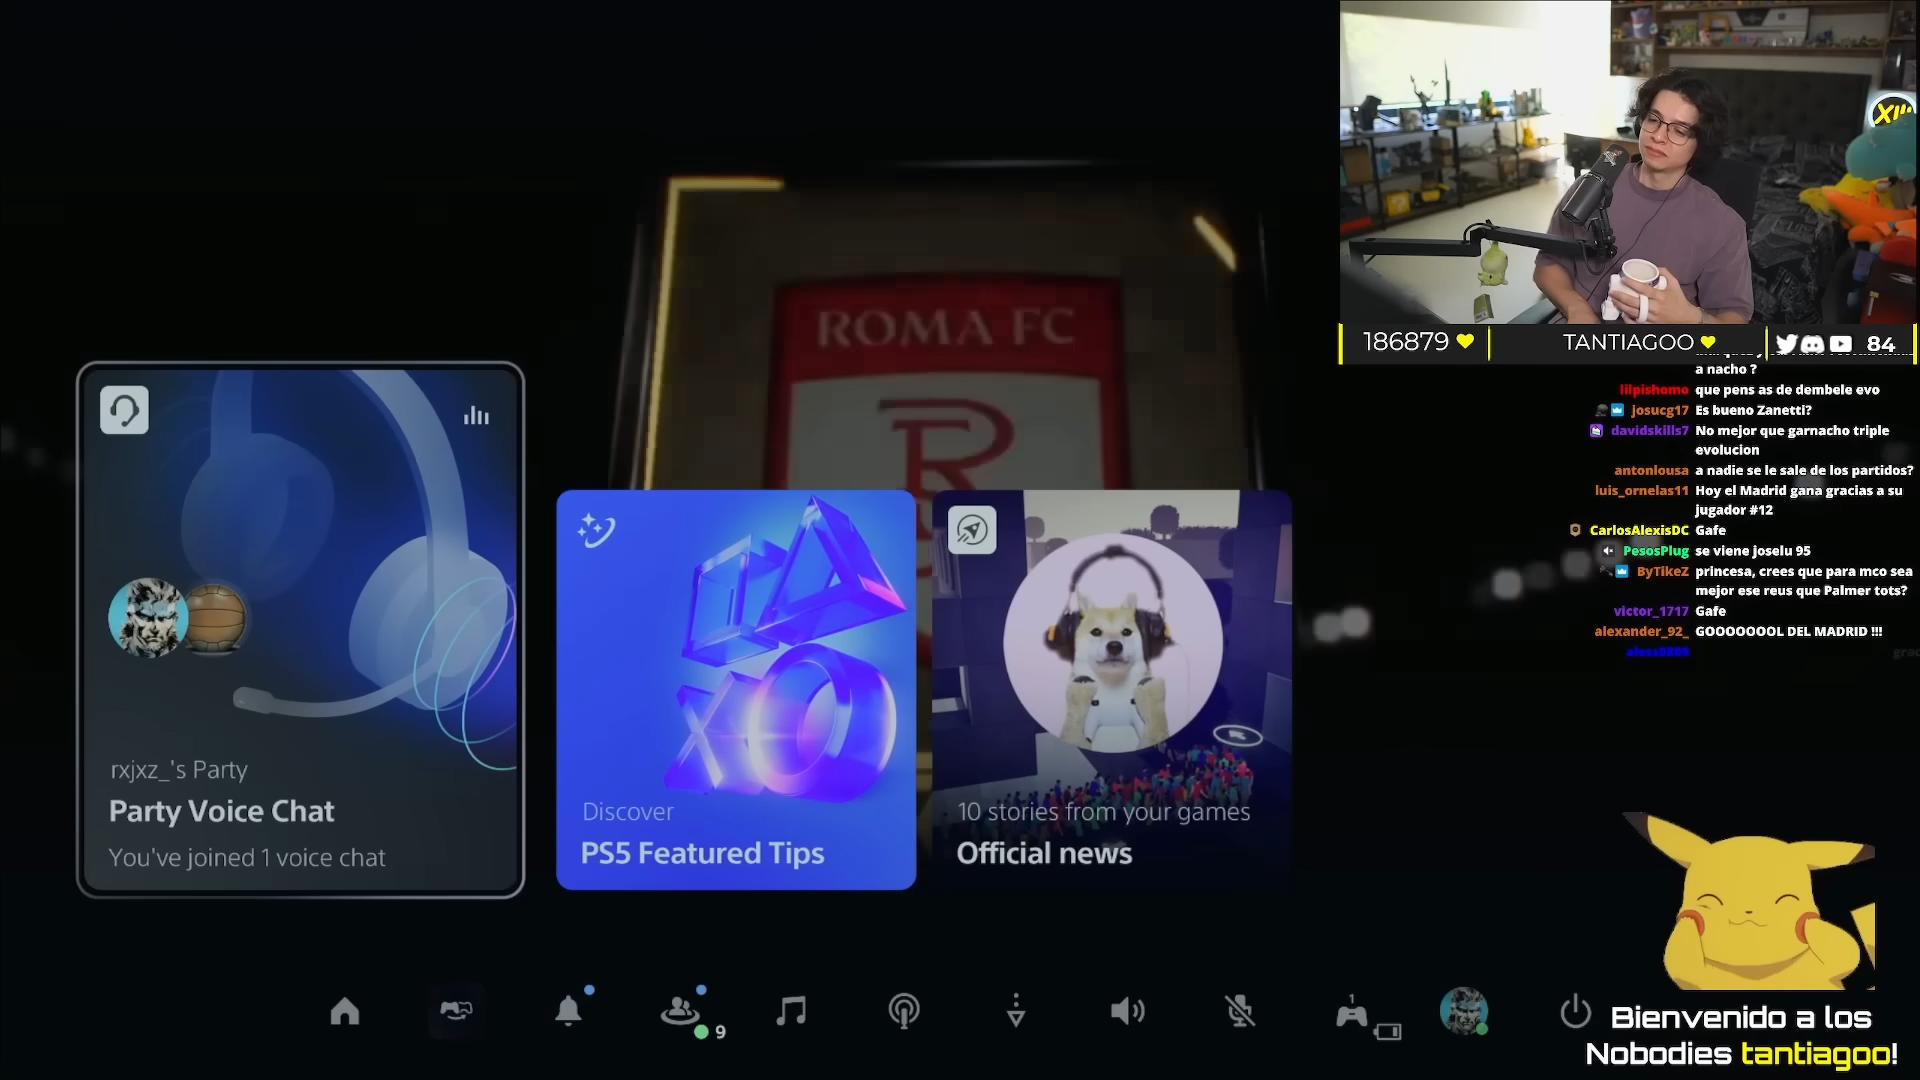 ROMA FC
R
XIII
186879
TANTIAGOO
84
a nacho ?
lilpishomo que pens as de dembele evo
josucg17 Es bueno Zanetti?
davidskills7 No mejor que garnacho triple
evolucion
antonlousa a nadie se le sale de los partidos?
luis_ornelas11 Hoy el Madrid gana gracias a su
jugador #12
CarlosAlexisDC Gafe
PesosPlug se viene joselu 95
ByTikeZ princesa, crees que para mco sea
mejor ese reus que Palmer tots?
victor_1717 Gafe
alexander_92_ GOOOOOOOL DEL MADRID !!!
rxjxz_'s Party
Party Voice Chat
You've joined 1 voice chat
Discover
PS5 Featured Tips
10 stories from your games
Official news
9
1
Bienvenido a los
Nobodies tantiagoo!